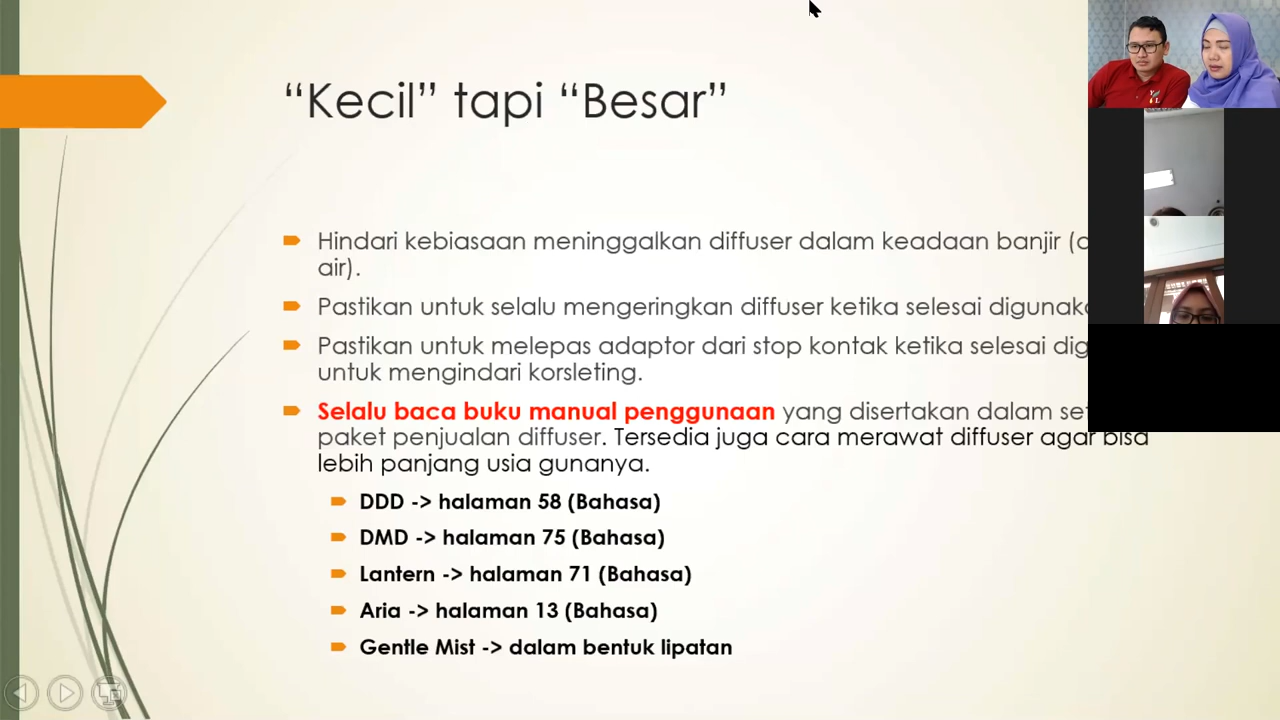 “Kecil” tapi “Besar”
Hindari kebiasaan meninggalkan diffuser dalam keadaan banjir
air).
Pastikan untuk selalu mengeringkan diffuser ketika selesai
Pastikan untuk melepas adaptor dari stop kontak ketika selesai
untuk mengindari korsleting.
Selalu baca buku manual penggunaan yang disertakan dalam
paket penjualan diffuser. Tersedia juga cara merawat diffuser agar bisa
lebih panjang usia gunanya.
DDD -> halaman 58 (Bahasa)
DMD -> halaman 75 (Bahasa)
Lantern -> halaman 71 (Bahasa)
Aria -> halaman 13 (Bahasa)
Gentle Mist -> dalam bentuk lipatan